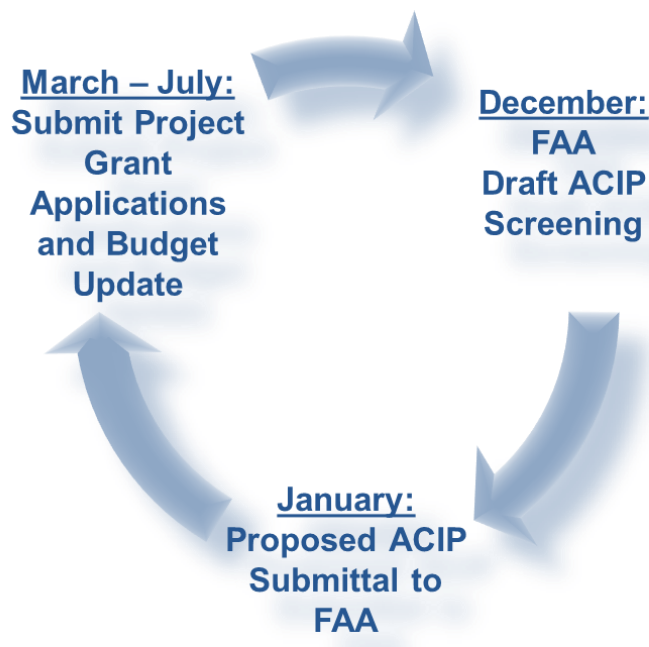 March – July:
Submit Project
Grant
Applications
and Budget
Update
December:
FAA
Draft ACIP
Screening
January:
Proposed ACIP
Submittal to
FAA